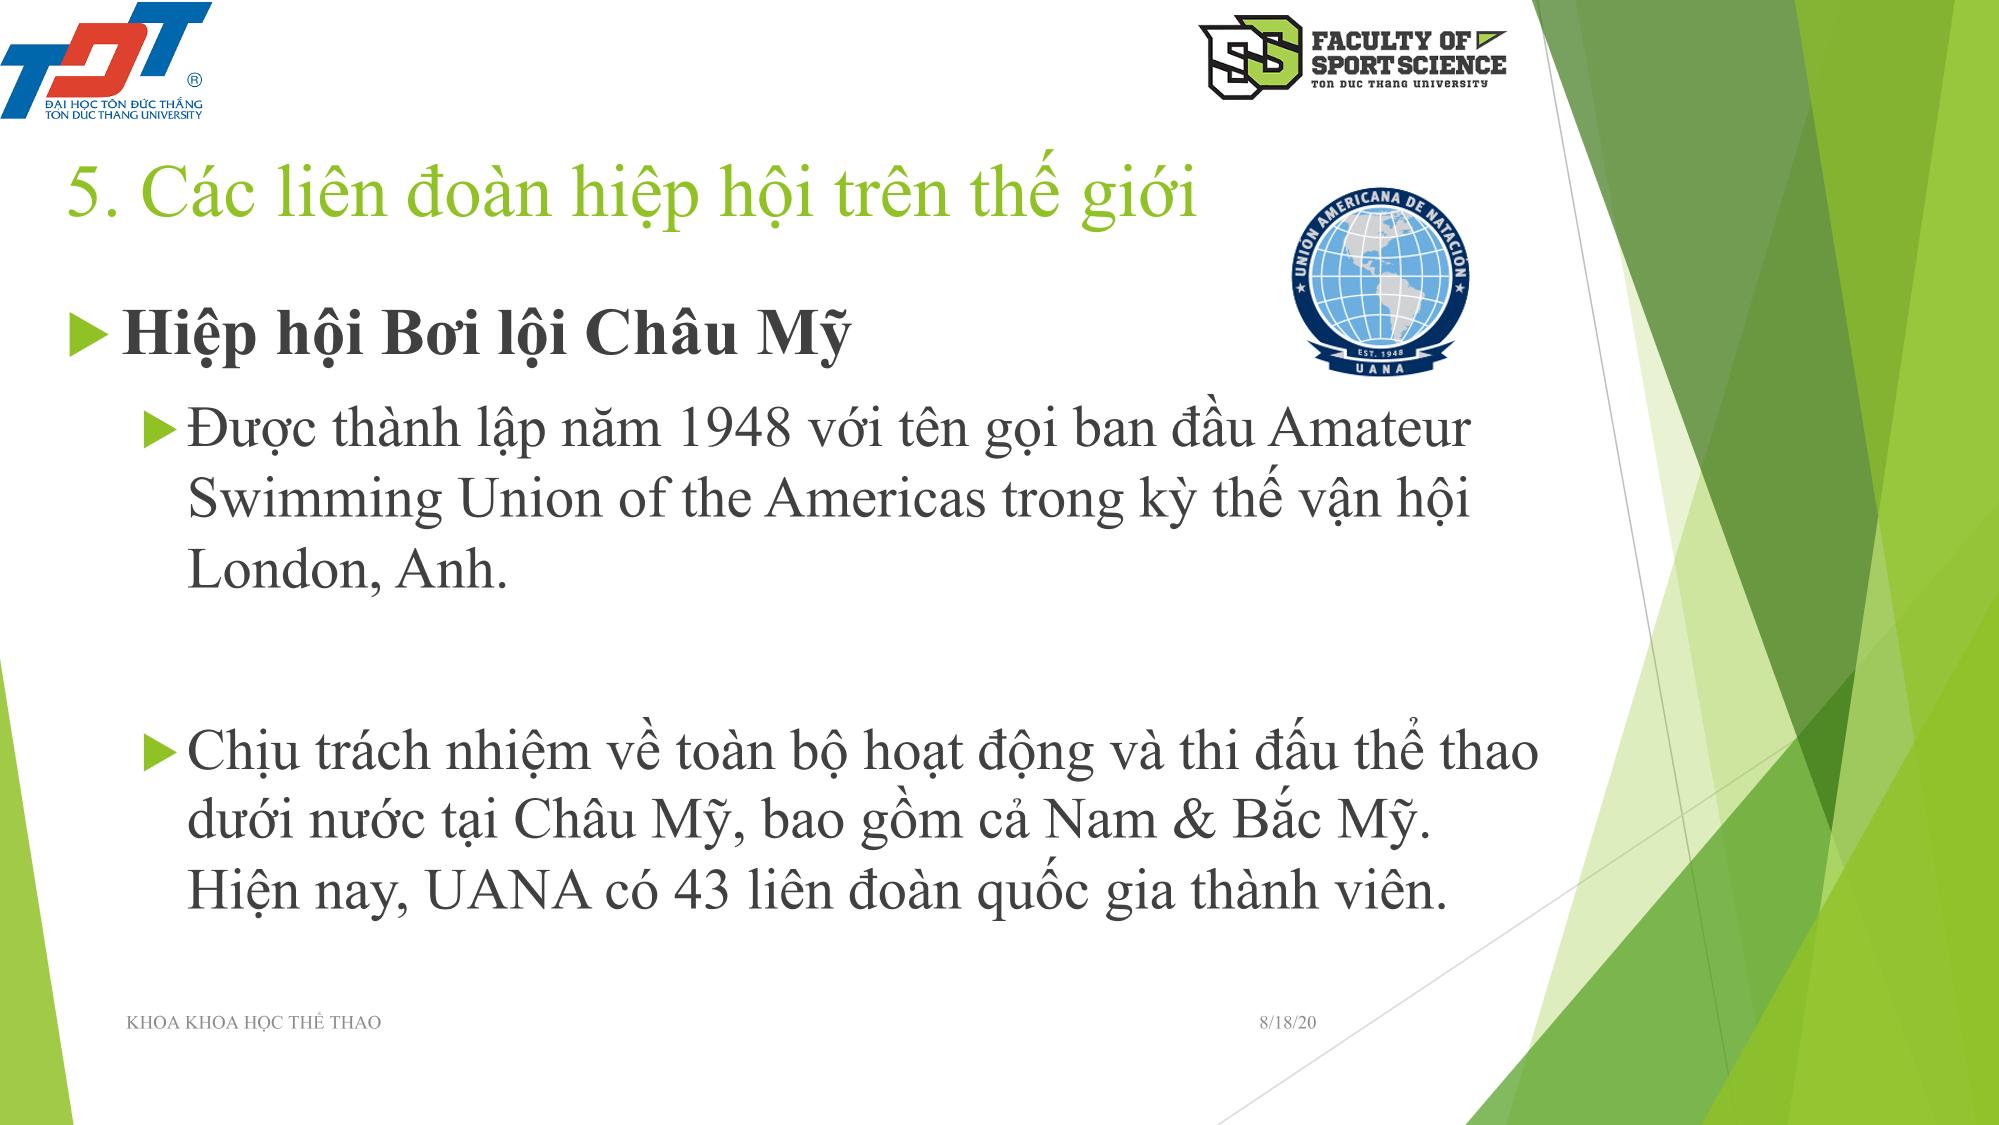 TDT
®
ĐẠI HỌC TÔN ĐỨC THẮNG
TON DUC THANG UNIVERSITY
SS
FACULTY OF
SPORT SCIENCE
TON DUC THANG UNIVERSITY
5. Các liên đoàn hiệp hội trên thế giới
UNIÓN AMERICANA DE NATACIÓN
EST. 1948
UANA
Hiệp hội Bơi lội Châu Mỹ
Được thành lập năm 1948 với tên gọi ban đầu Amateur
Swimming Union of the Americas trong kỳ thế vận hội
London, Anh.
Chịu trách nhiệm về toàn bộ hoạt động và thi đấu thể thao
dưới nước tại Châu Mỹ, bao gồm cả Nam & Bắc Mỹ.
Hiện nay, UANA có 43 liên đoàn quốc gia thành viên.
KHOA KHOA HỌC THỂ THAO
8/18/20